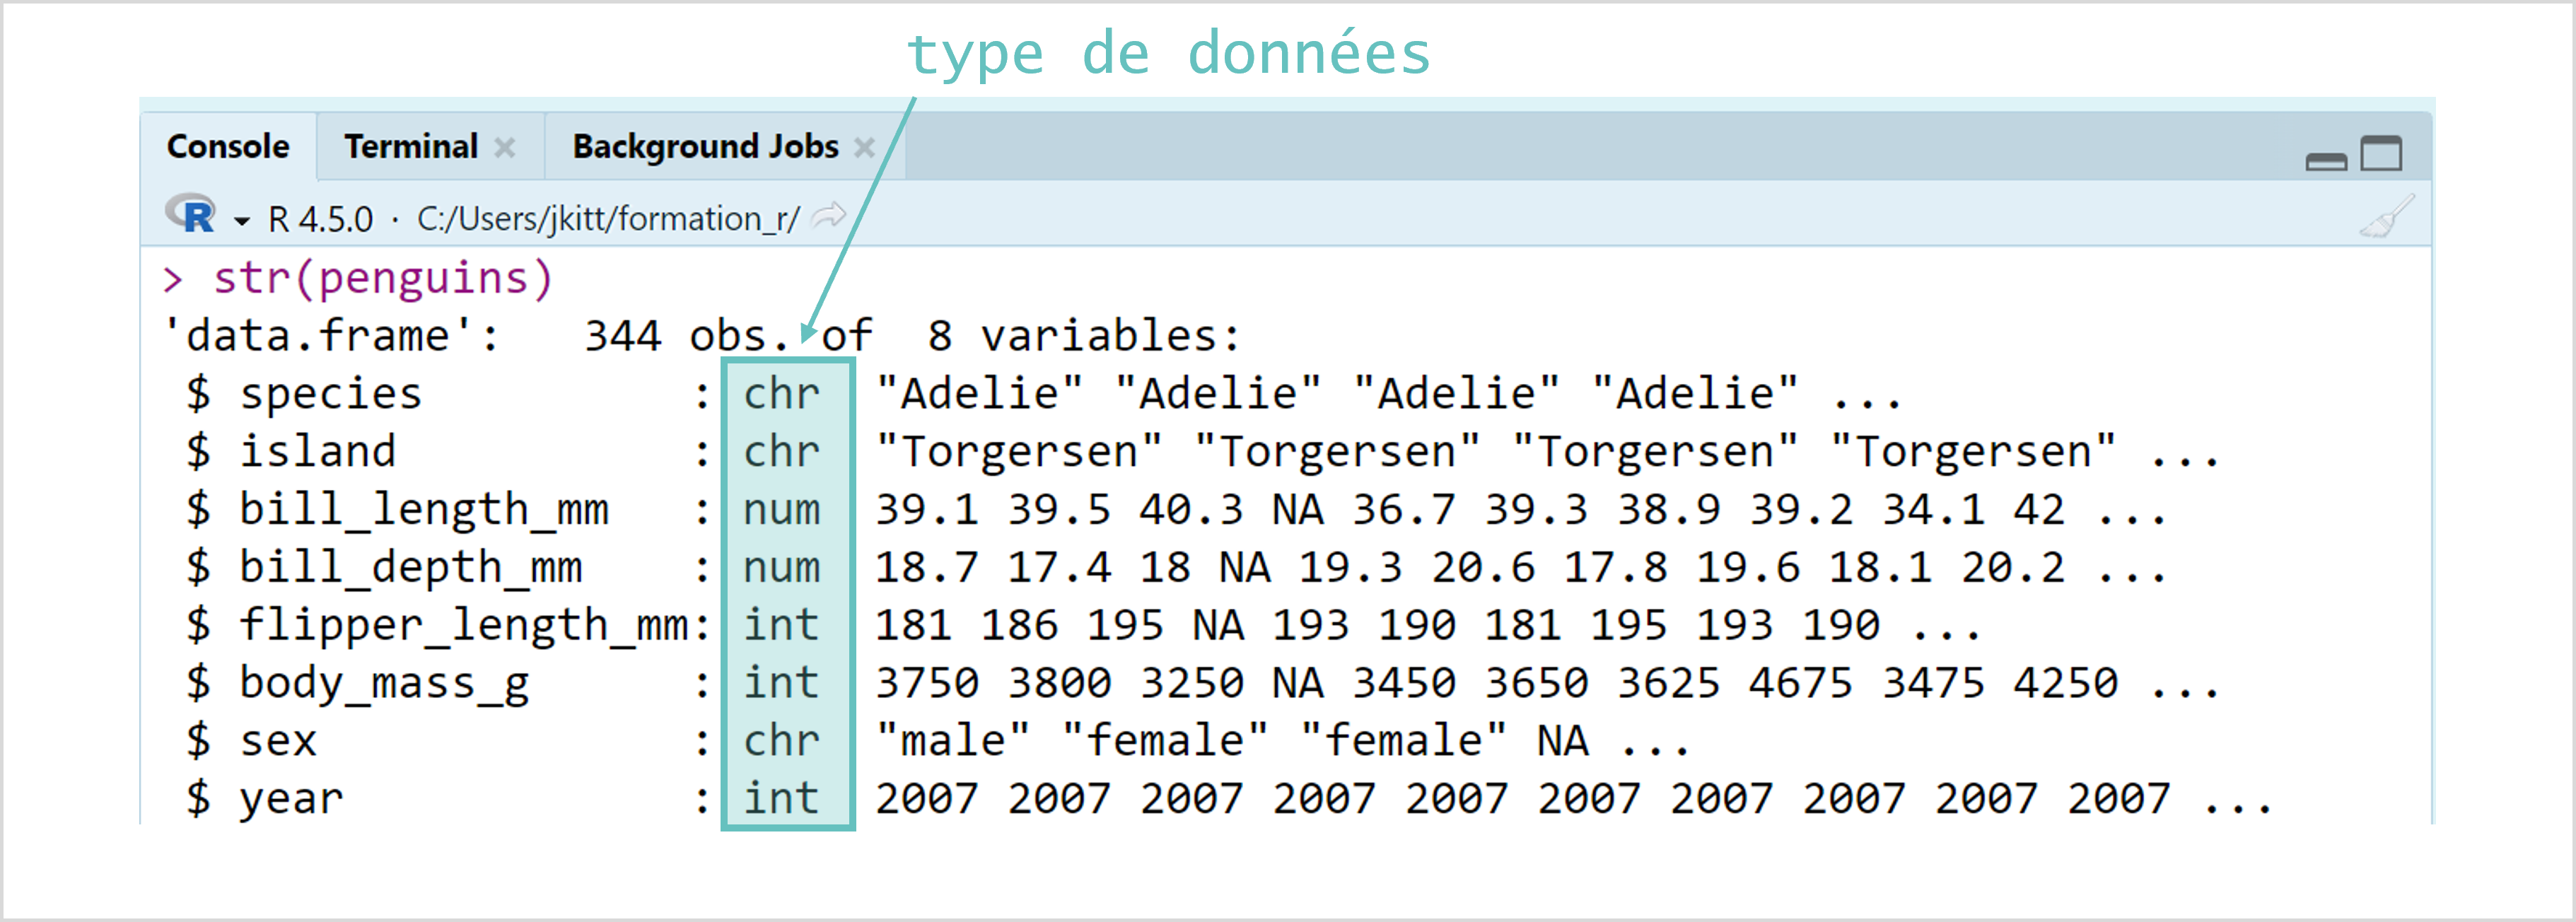 type de données
Console Terminal Background Jobs
R R 4.5.0 · C:/Users/jkitt/formation_r/
> str(penguins)
'data.frame':   344 obs. of  8 variables:
 $ species          : chr  "Adelie" "Adelie" "Adelie" "Adelie" ...
 $ island           : chr  "Torgersen" "Torgersen" "Torgersen" "Torgersen" ...
 $ bill_length_mm   : num  39.1 39.5 40.3 NA 36.7 39.3 38.9 39.2 34.1 42 ...
 $ bill_depth_mm    : num  18.7 17.4 18 NA 19.3 20.6 17.8 19.6 18.1 20.2 ...
 $ flipper_length_mm: int  181 186 195 NA 193 190 181 195 193 190 ...
 $ body_mass_g      : int  3750 3800 3250 NA 3450 3650 3625 4675 3475 4250 ...
 $ sex              : chr  "male" "female" "female" NA ...
 $ year             : int  2007 2007 2007 2007 2007 2007 2007 2007 2007 2007 ...